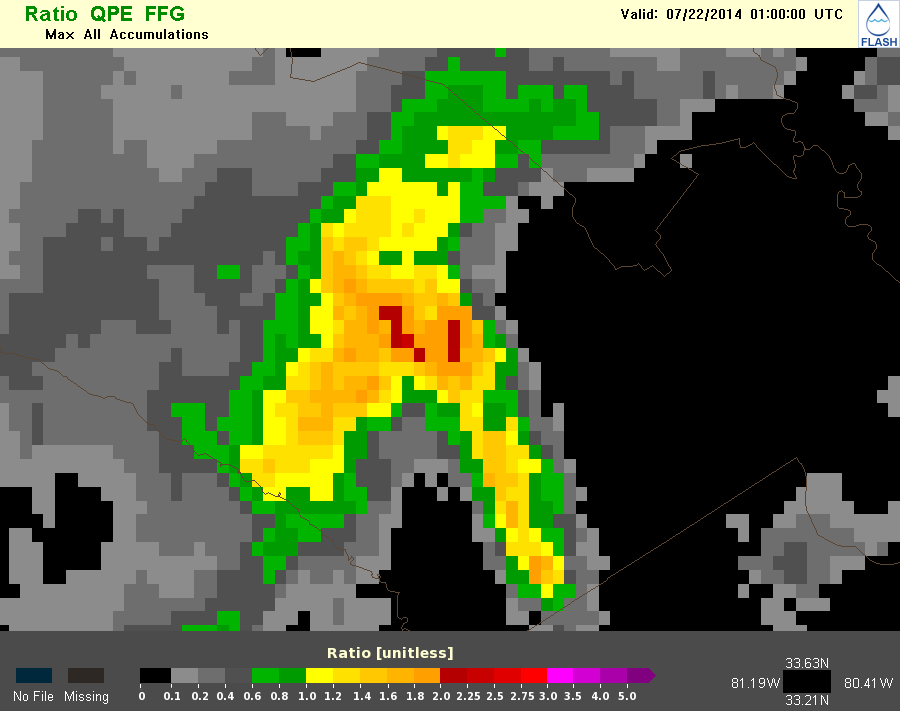 Ratio QPE FFG
Valid: 07/22/2014 01:00:00 UTC
Max All Accumulations
FLASH
Ratio [unitless]
No File Missing
0 0.1 0.2 0.4 0.6 0.8 1.0 1.2 1.4 1.6 1.8 2.0 2.25 2.5 2.75 3.0 3.5 4.0 5.0
33.63N
81.19W 80.41W
33.21N